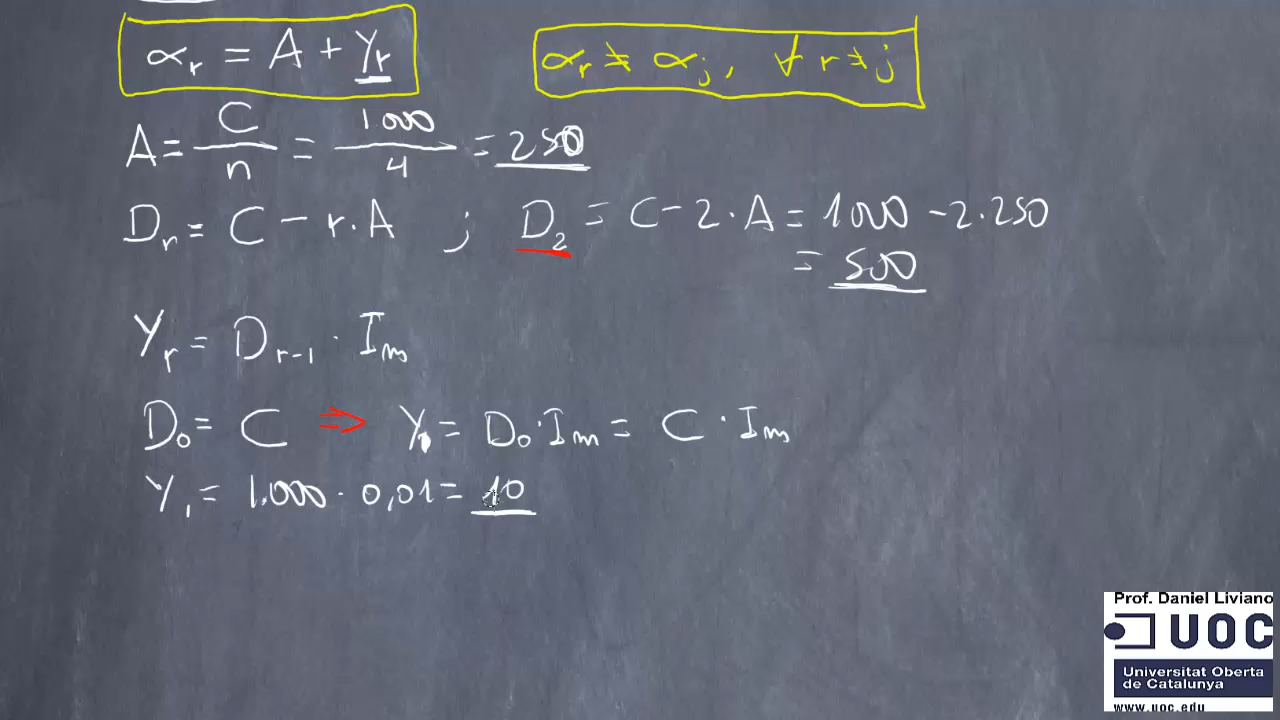 αr = A + Yr
αr ≠ αj, ∀ r ≠ j
A = C/n = 1000/4 = 250
Dr = C − r·A ; D2 = C − 2·A = 1000 − 2·250
= 500
Yr = Dr−1 · Im
D0 = C ⇒ Y1 = D0·Im = C·Im
Y1 = 1.000 · 0,01 = 10
Prof. Daniel Liviano
UOC
Universitat Oberta
de Catalunya
www.uoc.edu